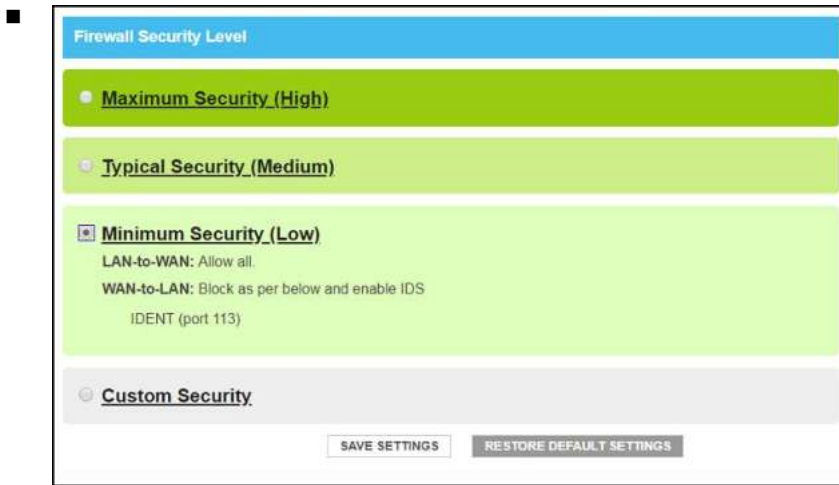 Firewall Security Level
Maximum Security (High)
Typical Security (Medium)
Minimum Security (Low)
LAN-to-WAN: Allow all.
WAN-to-LAN: Block as per below and enable IDS
IDENT (port 113)
Custom Security
SAVE SETTINGS RESTORE DEFAULT SETTINGS